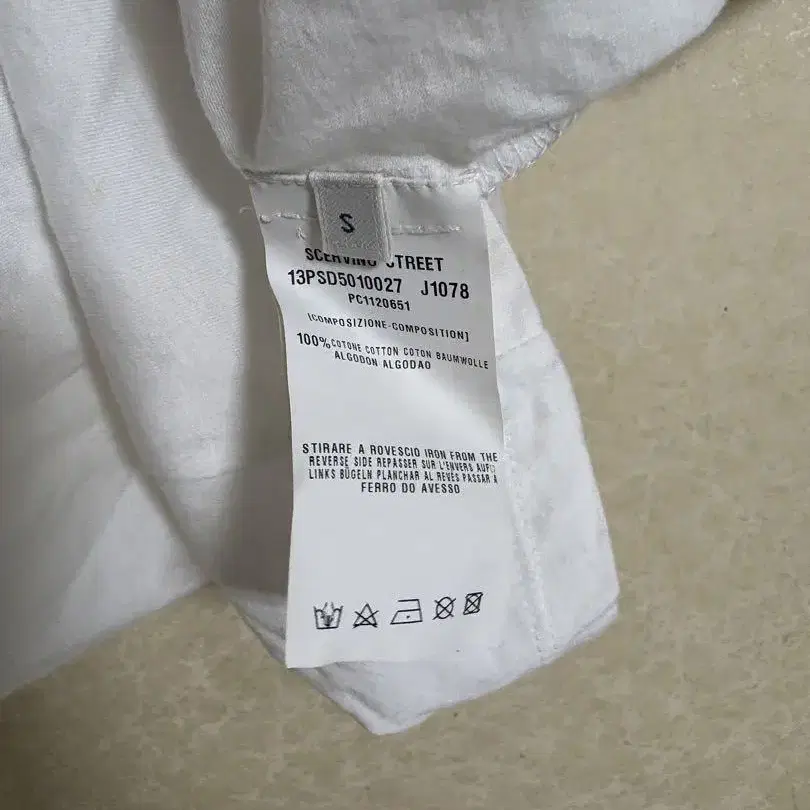 S
SCERVINO STREET
13PSD5010027 J1078
PC1120651
[COMPOSIZIONE-COMPOSITION]
100% COTONE COTTON COTON BAUMWOLLE
ALGODON ALGODAO
STIRARE A ROVESCIO IRON FROM THE
REVERSE SIDE REPASSER SUR L'ENVERS AUF
LINKS BÜGELN PLANCHAR AL REVÉS PASSAR A
FERRO DO AVESSO